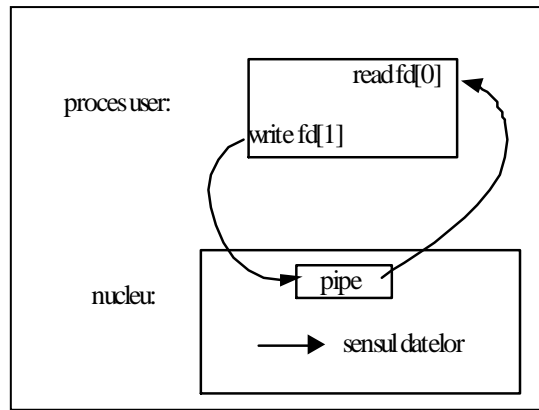 read fd[0]
proces user:
write fd[1]
pipe
nucleu:
sensul datelor